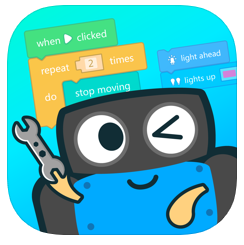 when clicked
repeat 2 times
do stop moving
light ahead
lights up